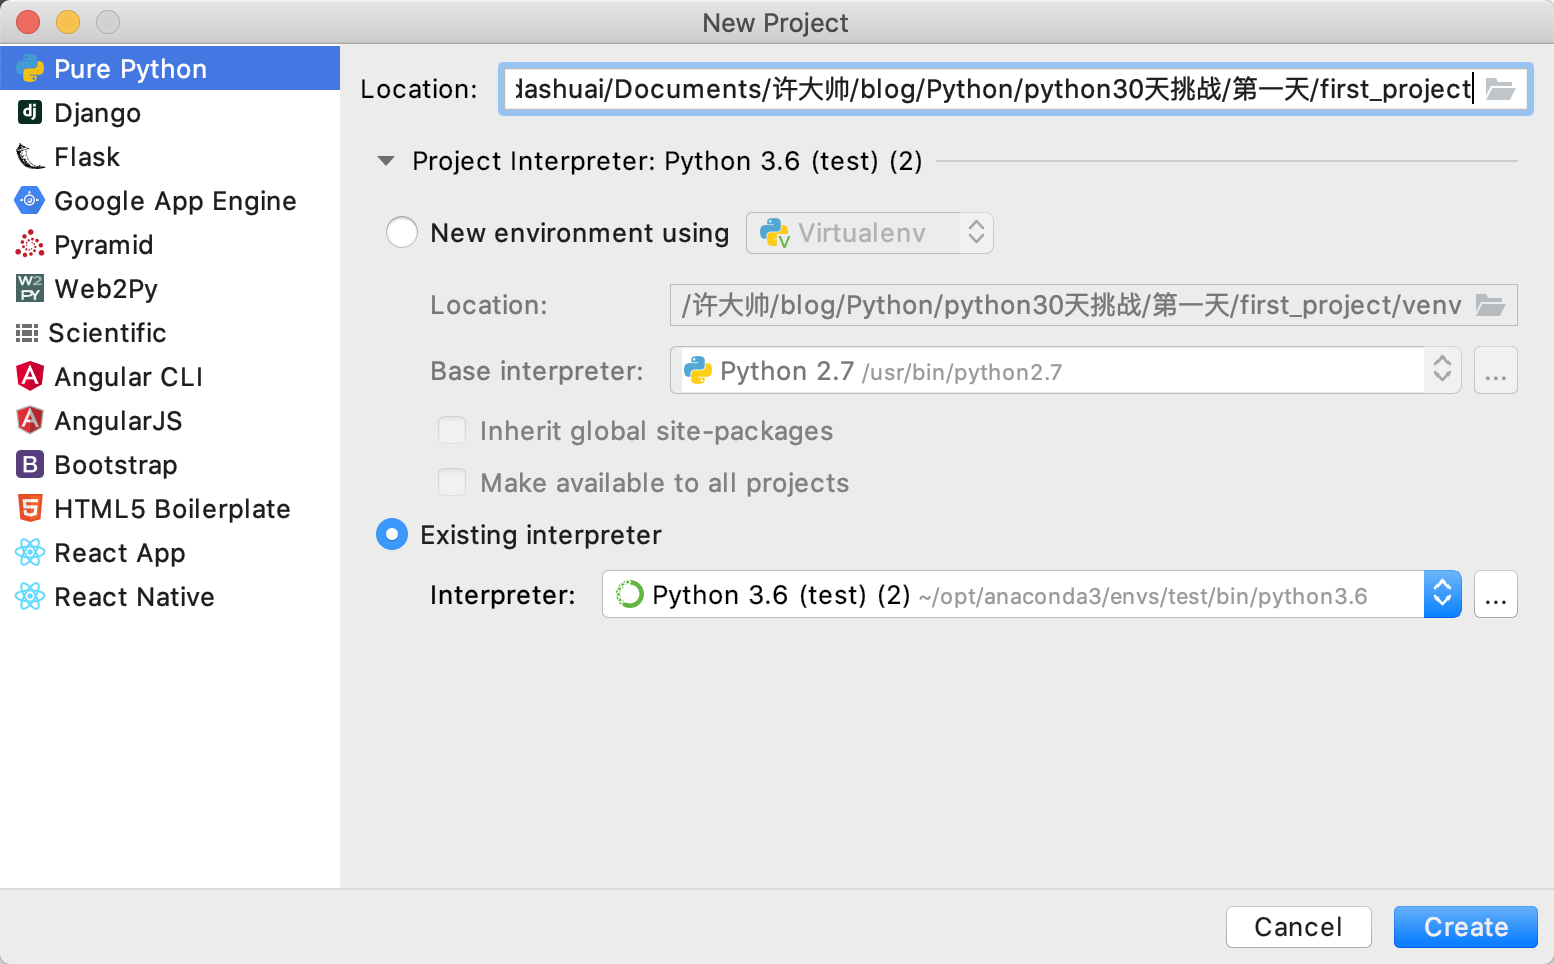 New Project
Pure Python
Django
Flask
Google App Engine
Pyramid
Web2Py
Scientific
Angular CLI
AngularJS
Bootstrap
HTML5 Boilerplate
React App
React Native
Location: dashuai/Documents/许大帅/blog/Python/python30天挑战/第一天/first_project
Project Interpreter: Python 3.6 (test) (2)
New environment using Virtualenv
Location: /许大帅/blog/Python/python30天挑战/第一天/first_project/venv
Base interpreter: Python 2.7 /usr/bin/python2.7 ...
Inherit global site-packages
Make available to all projects
Existing interpreter
Interpreter: Python 3.6 (test) (2) ~/opt/anaconda3/envs/test/bin/python3.6 ...
Cancel Create